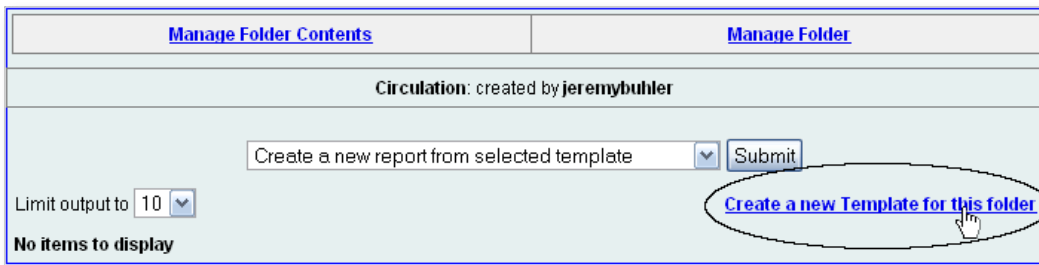 Manage Folder Contents
Manage Folder
Circulation: created by jeremybuhler
Create a new report from selected template
Submit
Limit output to 10
Create a new Template for this folder
No items to display